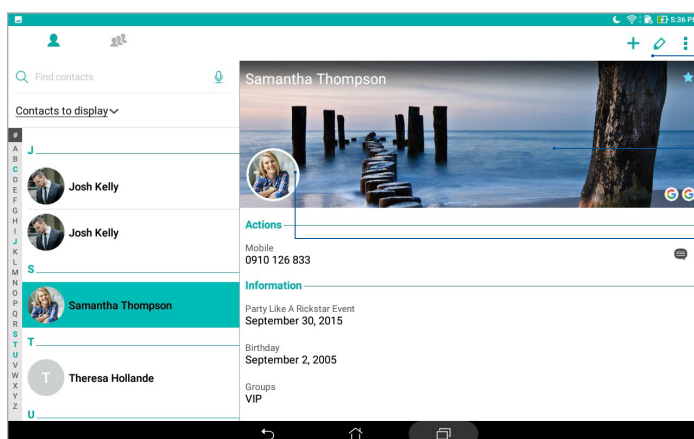 5:36 PM
Find contacts
Contacts to display
#
A
B
C
D
E
F
G
H
I
J
K
L
M
N
O
P
Q
R
S
T
U
V
W
X
Y
Z
J
Josh Kelly
Josh Kelly
S
Samantha Thompson
T
T
Theresa Hollande
U
Samantha Thompson
G G
Actions
Mobile
0910 126 833
Information
Party Like A Rickstar Event
September 30, 2015
Birthday
September 2, 2005
Groups
VIP